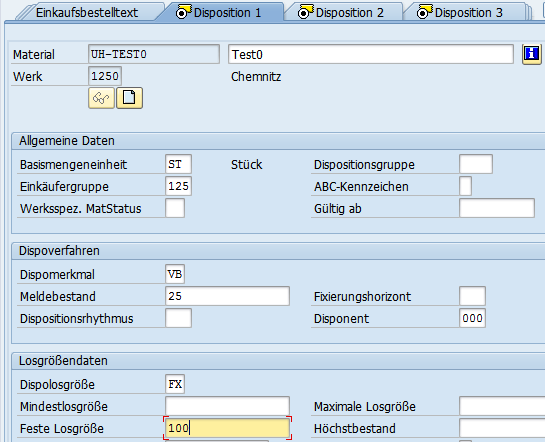 Einkaufsbestelltext Disposition 1 Disposition 2 Disposition 3
Material UH-TEST0 Test0
Werk 1250 Chemnitz
Allgemeine Daten
Basismengeneinheit ST Stück Dispositionsgruppe
Einkäufergruppe 125 ABC-Kennzeichen
Werksspez. MatStatus Gültig ab
Dispoverfahren
Dispomerkmal VB
Meldebestand 25 Fixierungshorizont
Dispositionsrhythmus Disponent 000
Losgrößendaten
Dispolosgröße FX
Mindestlosgröße Maximale Losgröße
Feste Losgröße 100 Höchstbestand